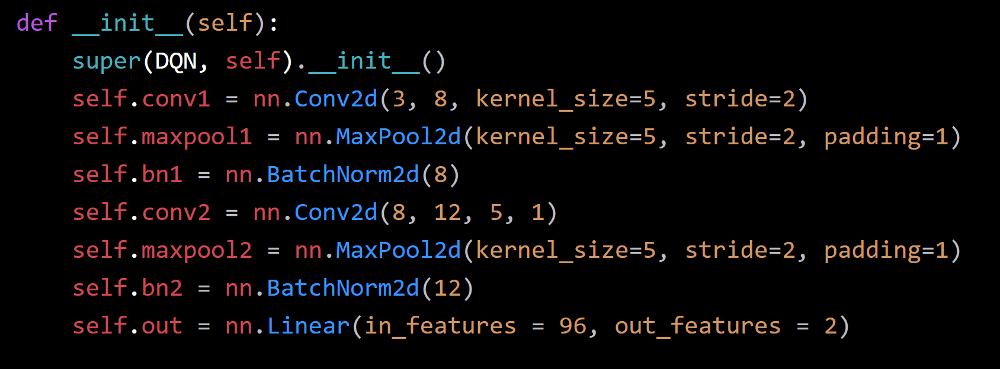 def __init__(self):
    super(DQN, self).__init__()
    self.conv1 = nn.Conv2d(3, 8, kernel_size=5, stride=2)
    self.maxpool1 = nn.MaxPool2d(kernel_size=5, stride=2, padding=1)
    self.bn1 = nn.BatchNorm2d(8)
    self.conv2 = nn.Conv2d(8, 12, 5, 1)
    self.maxpool2 = nn.MaxPool2d(kernel_size=5, stride=2, padding=1)
    self.bn2 = nn.BatchNorm2d(12)
    self.out = nn.Linear(in_features = 96, out_features = 2)